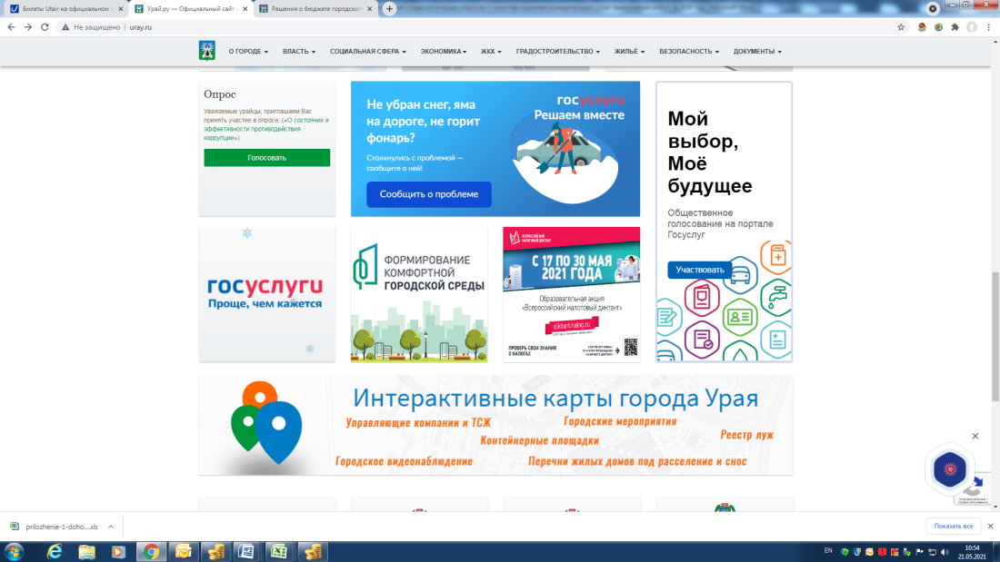 Билеты Utair на официальном с
Урай.ру — Официальный сайт о
Решения о бюджете городского
Не защищено
uray.ru
О ГОРОДЕ
ВЛАСТЬ
СОЦИАЛЬНАЯ СФЕРА
ЭКОНОМИКА
ЖКХ
ГРАДОСТРОИТЕЛЬСТВО
ЖИЛЬЁ
БЕЗОПАСНОСТЬ
ДОКУМЕНТЫ
Опрос
Уважаемые урайцы, приглашаем Вас
принять участие в опросе: («О состоянии и
эффективности противодействия
коррупции»)
Голосовать
Не убран снег, яма
на дороге, не горит
фонарь?
Столкнулись с проблемой —
сообщите о ней!
Сообщить о проблеме
госуслуги
Решаем вместе
Мой
выбор,
Моё
будущее
Общественное
голосование на портале
Госуслуг
Участвовать
госуслуги
Проще, чем кажется
ФОРМИРОВАНИЕ
КОМФОРТНОЙ
ГОРОДСКОЙ СРЕДЫ
ВСЕРОССИЙСКИЙ
НАЛОГОВЫЙ ДИКТАНТ
С 17 ПО 30 МАЯ
2021 ГОДА
Образовательная акция
«Всероссийский налоговый диктант»
diktant.nalog.ru
ПРОВЕРЬ СВОИ ЗНАНИЯ
О НАЛОГАХ
Интерактивные карты города Урая
Управляющие компании и ТСЖ
Городские мероприятия
Реестр луж
Контейнерные площадки
Городское видеонаблюдение
Перечни жилых домов под расселение и снос
prilozhenie-1-doho....xls
Показать все
EN
10:54
21.05.2021